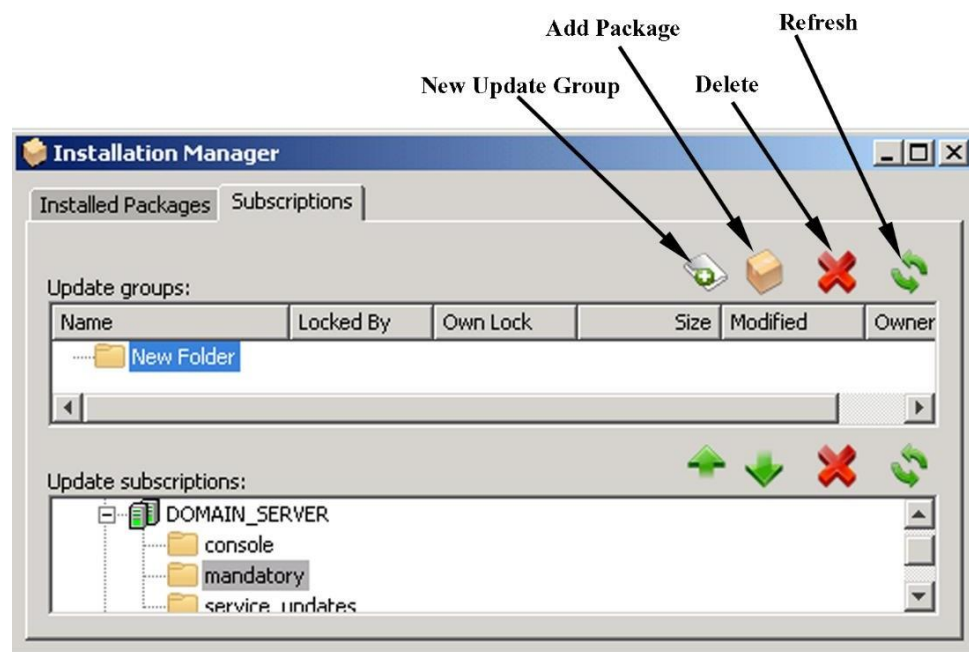 Add Package
Refresh
New Update Group
Delete
Installation Manager
Installed Packages
Subscriptions
Update groups:
Name Locked By Own Lock Size Modified Owner
New Folder
Update subscriptions:
DOMAIN_SERVER
console
mandatory
service_updates